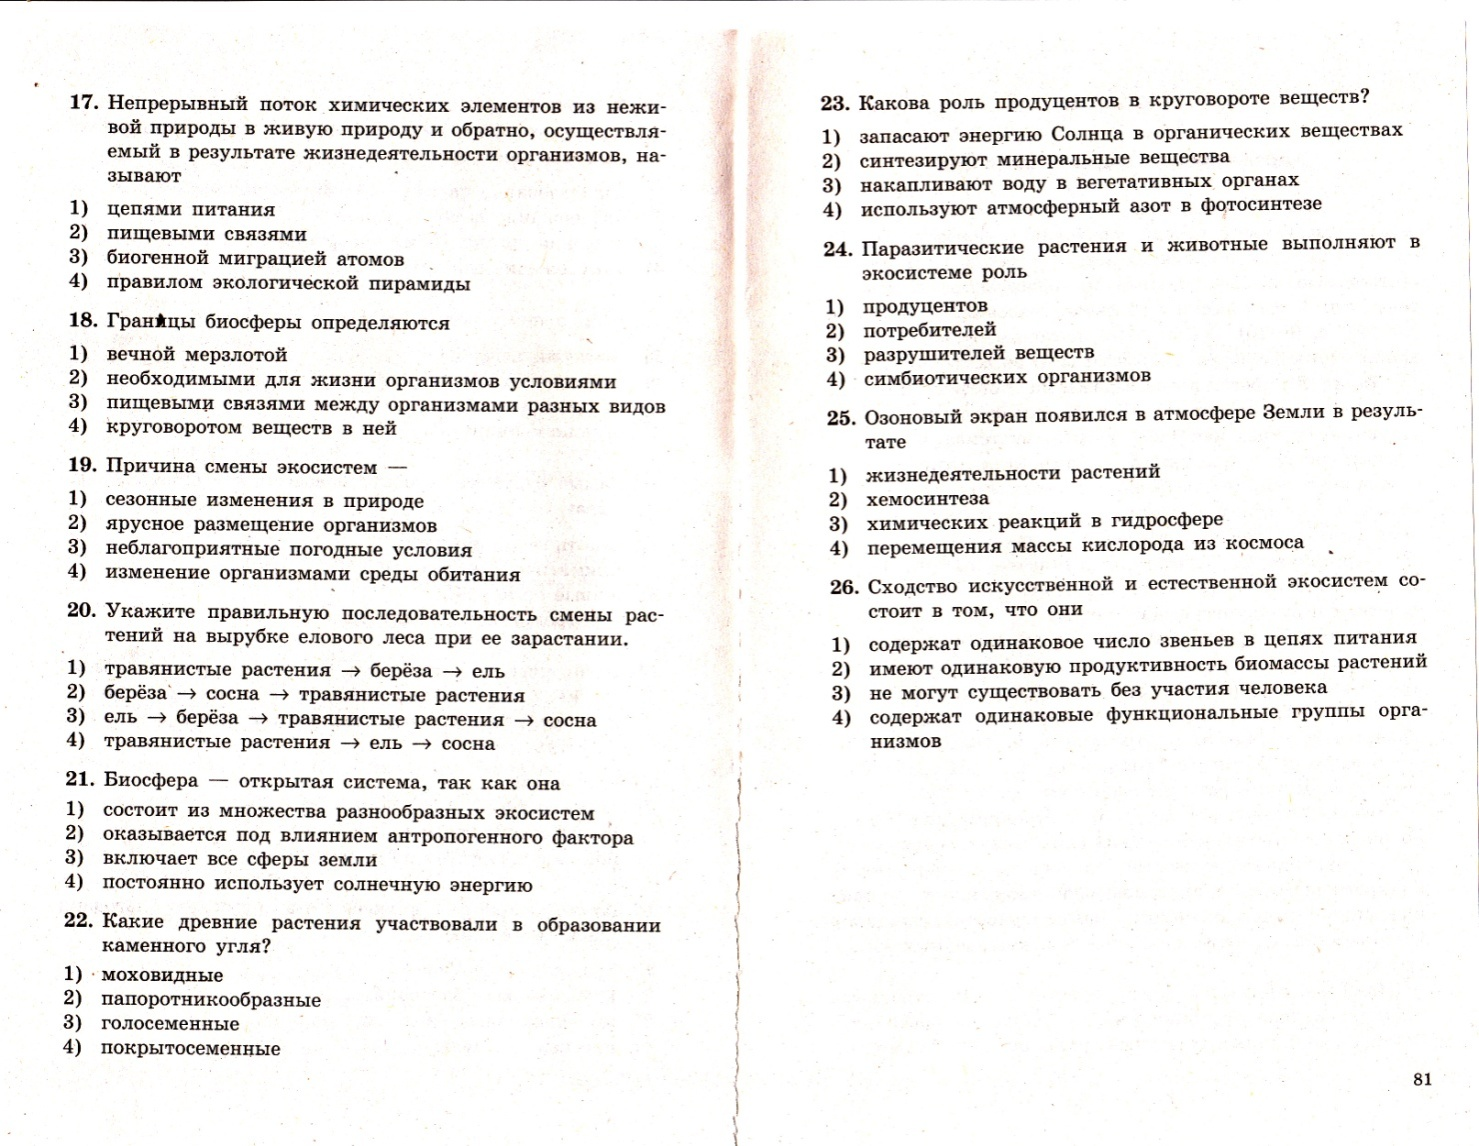 17. Непрерывный поток химических элементов из нежи-
вой природы в живую природу и обратно, осуществля-
емый в результате жизнедеятельности организмов, на-
зывают
1) цепями питания
2) пищевыми связями
3) биогенной миграцией атомов
4) правилом экологической пирамиды
18. Границы биосферы определяются
1) вечной мерзлотой
2) необходимыми для жизни организмов условиями
3) пищевыми связями между организмами разных видов
4) круговоротом веществ в ней
19. Причина смены экосистем —
1) сезонные изменения в природе
2) ярусное размещение организмов
3) неблагоприятные погодные условия
4) изменение организмами среды обитания
20. Укажите правильную последовательность смены рас-
тений на вырубке елового леса при ее зарастании.
1) травянистые растения → берёза → ель
2) берёза → сосна → травянистые растения
3) ель → берёза → травянистые растения → сосна
4) травянистые растения → ель → сосна
21. Биосфера — открытая система, так как она
1) состоит из множества разнообразных экосистем
2) оказывается под влиянием антропогенного фактора
3) включает все сферы земли
4) постоянно использует солнечную энергию
22. Какие древние растения участвовали в образовании
каменного угля?
1) моховидные
2) папоротникообразные
3) голосеменные
4) покрытосеменные
23. Какова роль продуцентов в круговороте веществ?
1) запасают энергию Солнца в органических веществах
2) синтезируют минеральные вещества
3) накапливают воду в вегетативных органах
4) используют атмосферный азот в фотосинтезе
24. Паразитические растения и животные выполняют в
экосистеме роль
1) продуцентов
2) потребителей
3) разрушителей веществ
4) симбиотических организмов
25. Озоновый экран появился в атмосфере Земли в резуль-
тате
1) жизнедеятельности растений
2) хемосинтеза
3) химических реакций в гидросфере
4) перемещения массы кислорода из космоса
26. Сходство искусственной и естественной экосистем со-
стоит в том, что они
1) содержат одинаковое число звеньев в цепях питания
2) имеют одинаковую продуктивность биомассы растений
3) не могут существовать без участия человека
4) содержат одинаковые функциональные группы орга-
низмов
81